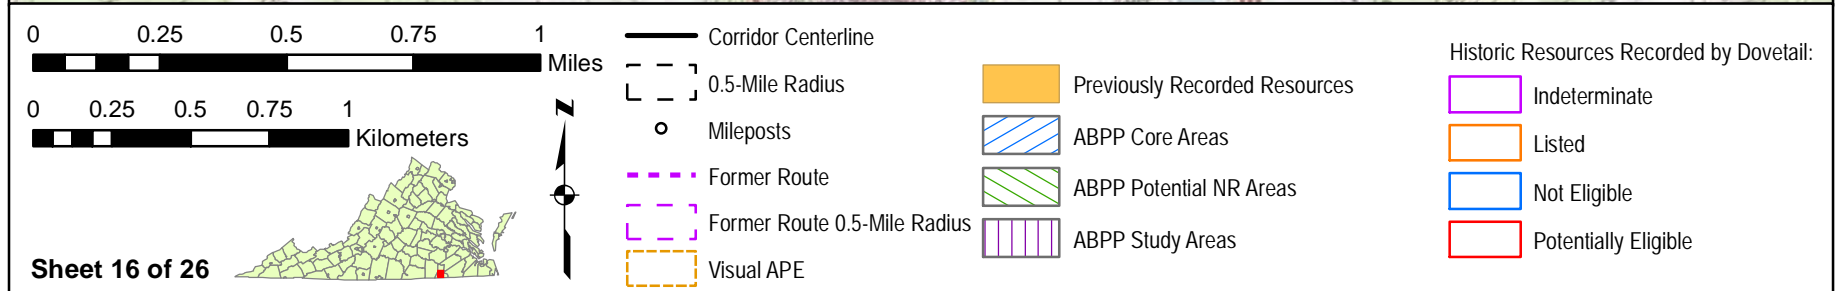 0 0.25 0.5 0.75 1
Miles
0 0.25 0.5 0.75 1
Kilometers
Sheet 16 of 26
N
Corridor Centerline
0.5-Mile Radius
Mileposts
Former Route
Former Route 0.5-Mile Radius
Visual APE
Previously Recorded Resources
ABPP Core Areas
ABPP Potential NR Areas
ABPP Study Areas
Historic Resources Recorded by Dovetail:
Indeterminate
Listed
Not Eligible
Potentially Eligible